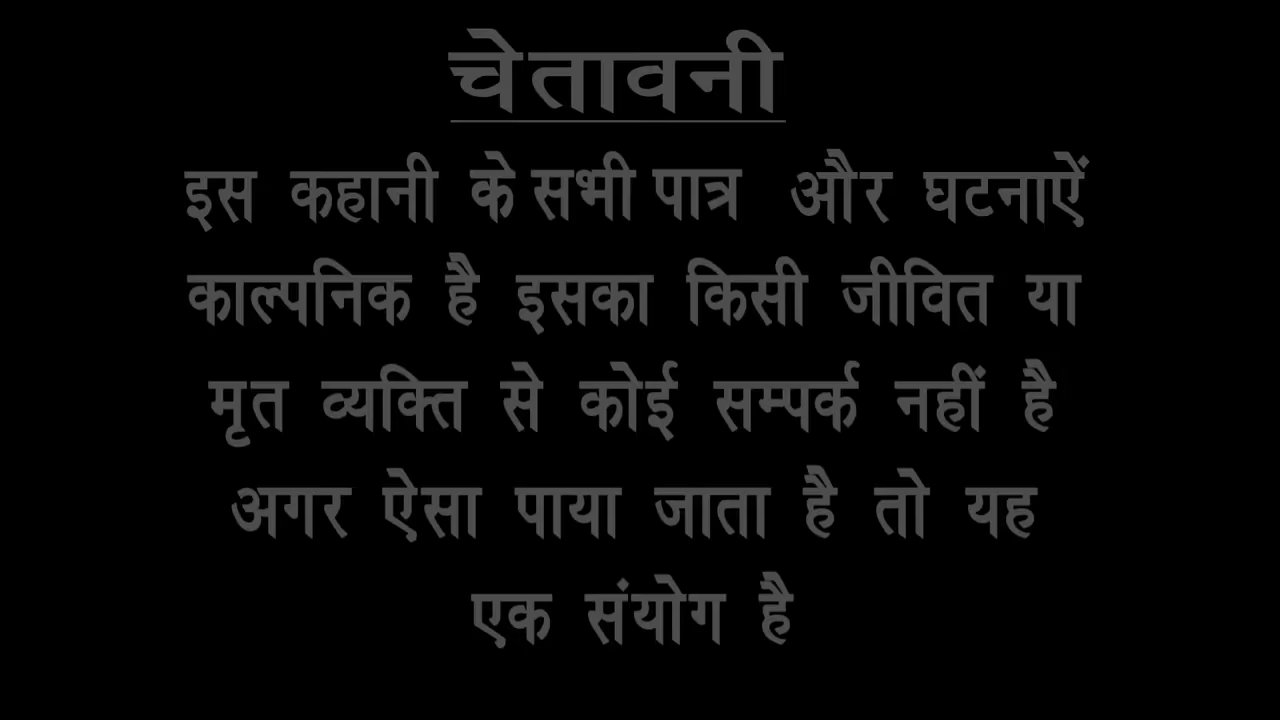 चेतावनी
इस कहानी के सभी पात्र और घटनाऐं
काल्पनिक है इसका किसी जीवित या
मृत व्यक्ति से कोई सम्पर्क नहीं है
अगर ऐसा पाया जाता है तो यह
एक संयोग है